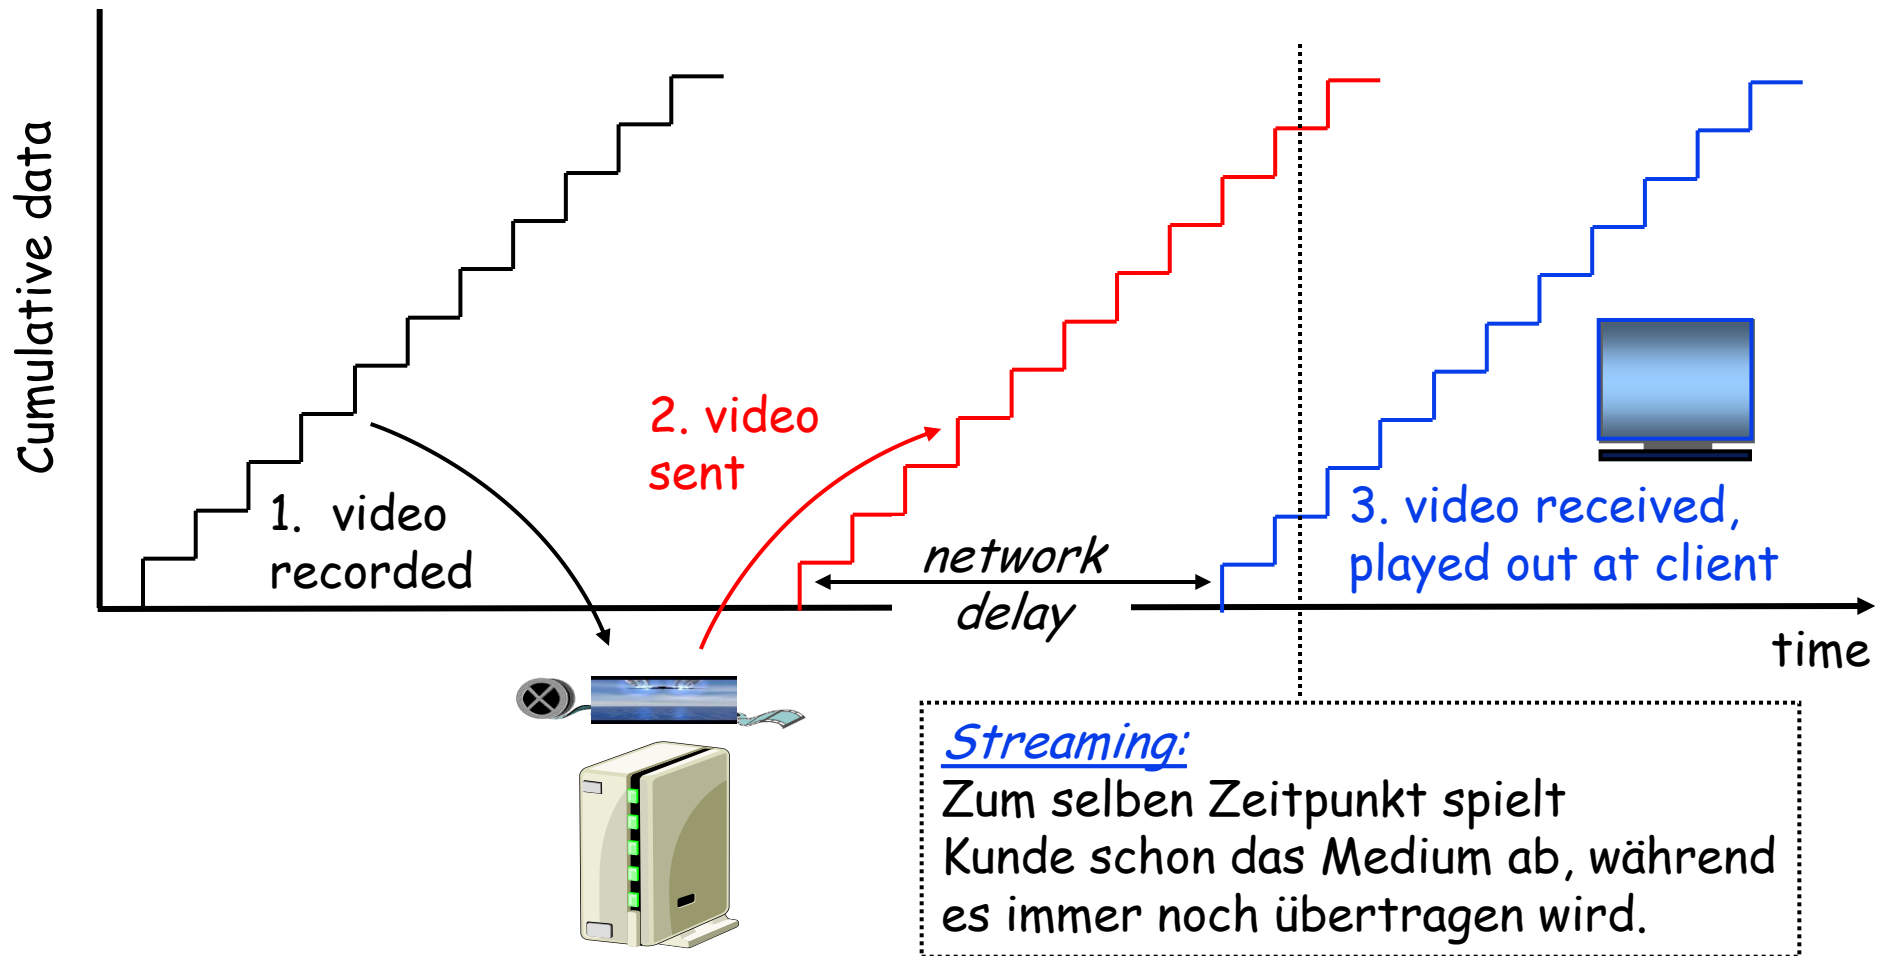 Cumulative data
1. video
recorded
2. video
sent
network
delay
3. video received,
played out at client
time
Streaming:
Zum selben Zeitpunkt spielt
Kunde schon das Medium ab, während
es immer noch übertragen wird.